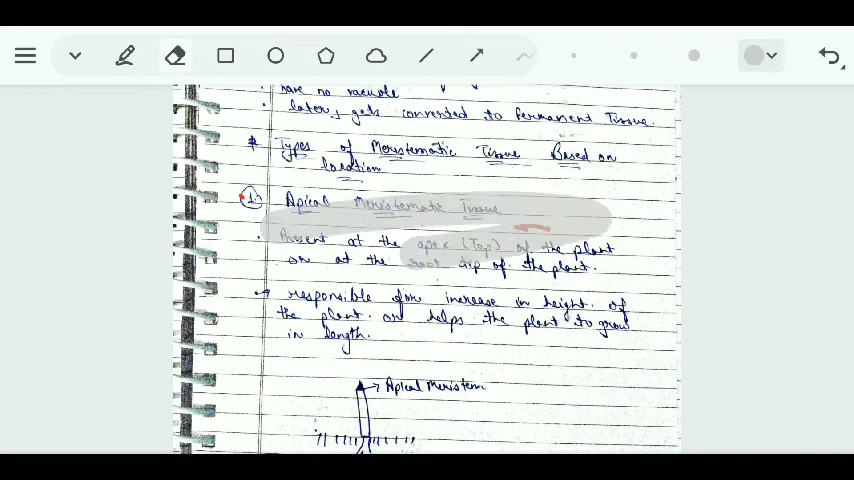 have no vacuole
later, gets converted to Permanent Tissue.
* Types of Meristematic Tissue Based on
location
1. Apical Meristematic Tissue
Present at the apex (Top) of the plant
or at the root tip of the plant.
→ responsible for increase in height of
the plant. or helps the plant to grow
in length.
→ Apical Meristem